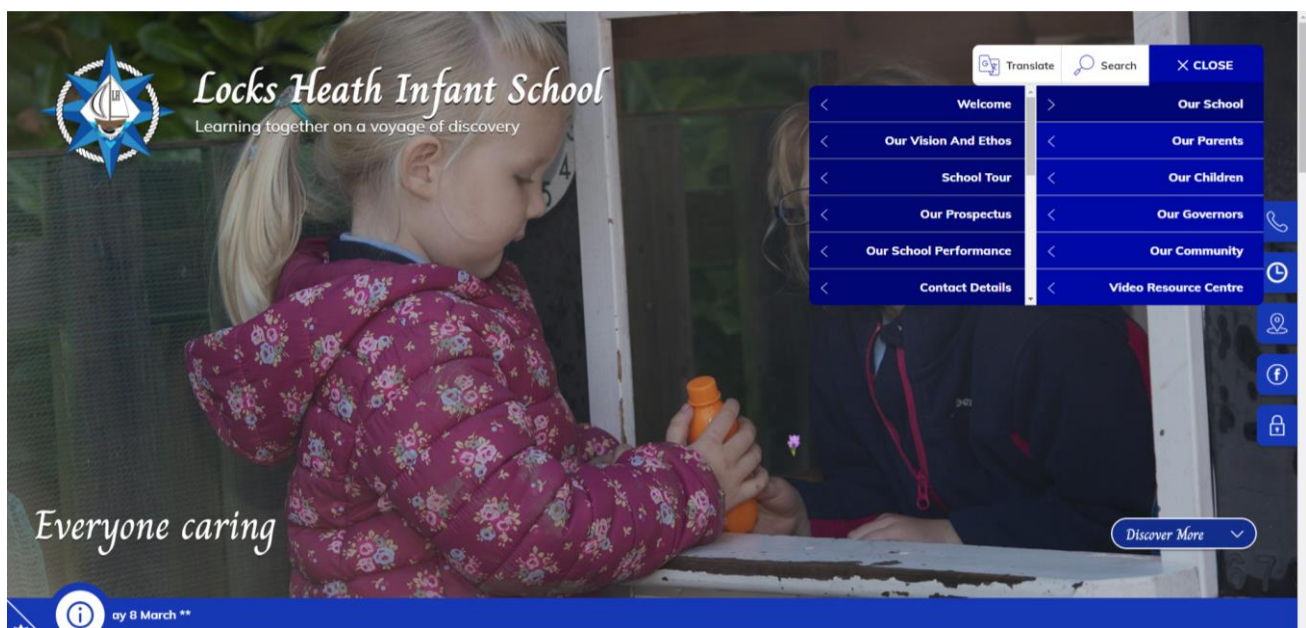 Locks Heath Infant School
Learning together on a voyage of discovery
Translate
Search
X CLOSE
Welcome
Our Vision And Ethos
School Tour
Our Prospectus
Our School Performance
Contact Details
Our School
Our Parents
Our Children
Our Governors
Our Community
Video Resource Centre
Everyone caring
Discover More
ay 8 March **